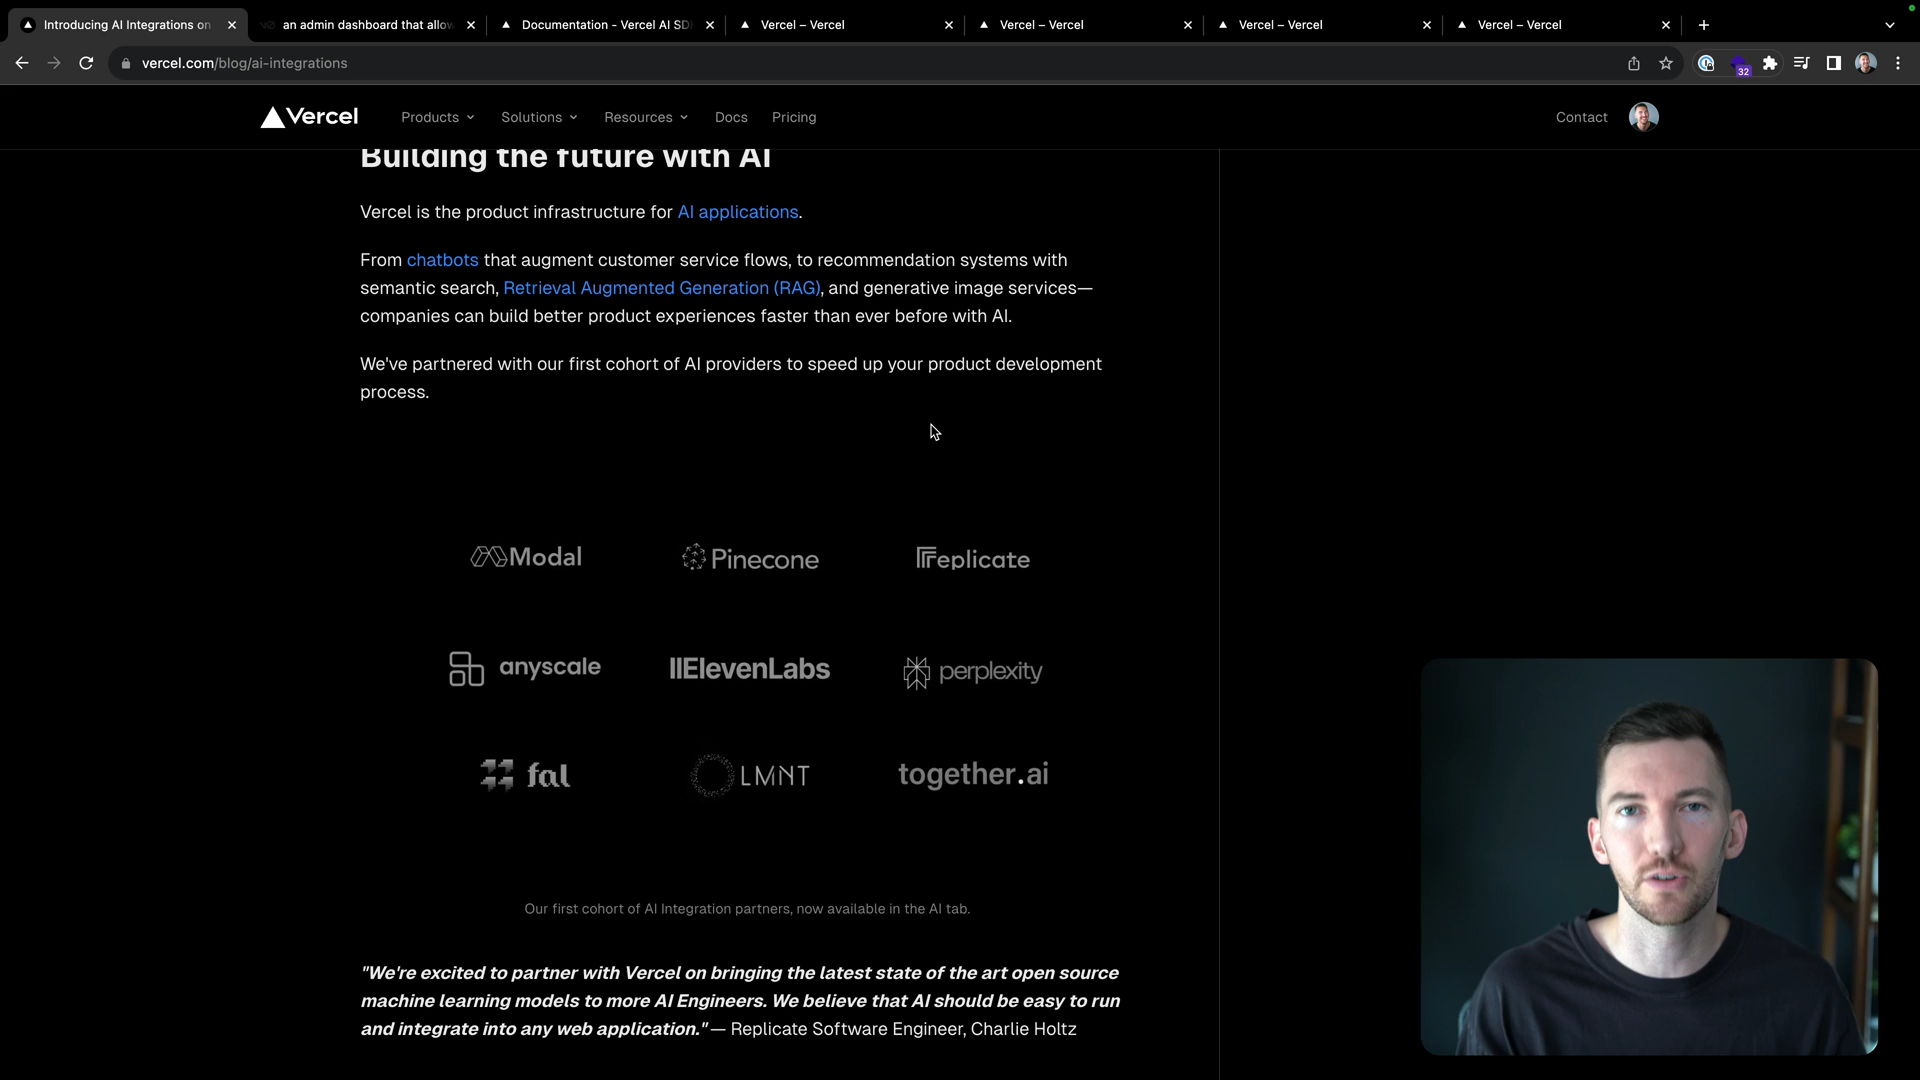 Introducing AI Integrations on
an admin dashboard that allow
Documentation - Vercel AI SD
Vercel – Vercel
Vercel – Vercel
Vercel – Vercel
Vercel – Vercel
vercel.com/blog/ai-integrations
32
Vercel
Products
Solutions
Resources
Docs
Pricing
Contact
Building the future with AI
Vercel is the product infrastructure for AI applications.
From chatbots that augment customer service flows, to recommendation systems with
semantic search, Retrieval Augmented Generation (RAG), and generative image services—
companies can build better product experiences faster than ever before with AI.
We've partnered with our first cohort of AI providers to speed up your product development
process.
Modal
Pinecone
Replicate
anyscale
IIElevenLabs
perplexity
fal
LMNT
together.ai
Our first cohort of AI Integration partners, now available in the AI tab.
"We're excited to partner with Vercel on bringing the latest state of the art open source
machine learning models to more AI Engineers. We believe that AI should be easy to run
and integrate into any web application." — Replicate Software Engineer, Charlie Holtz